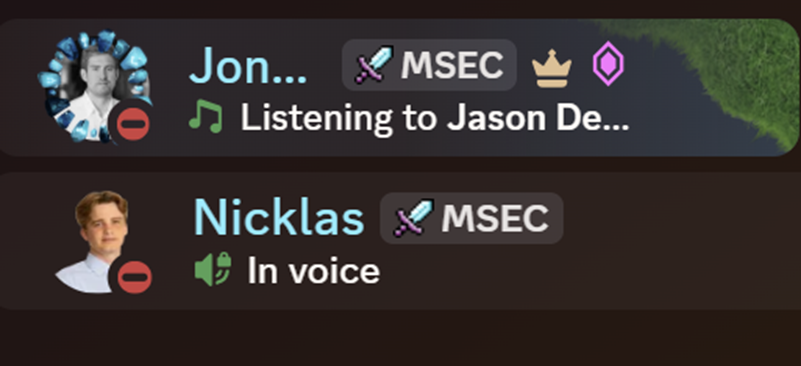 Jon... MSEC
Listening to Jason De...
Nicklas MSEC
In voice